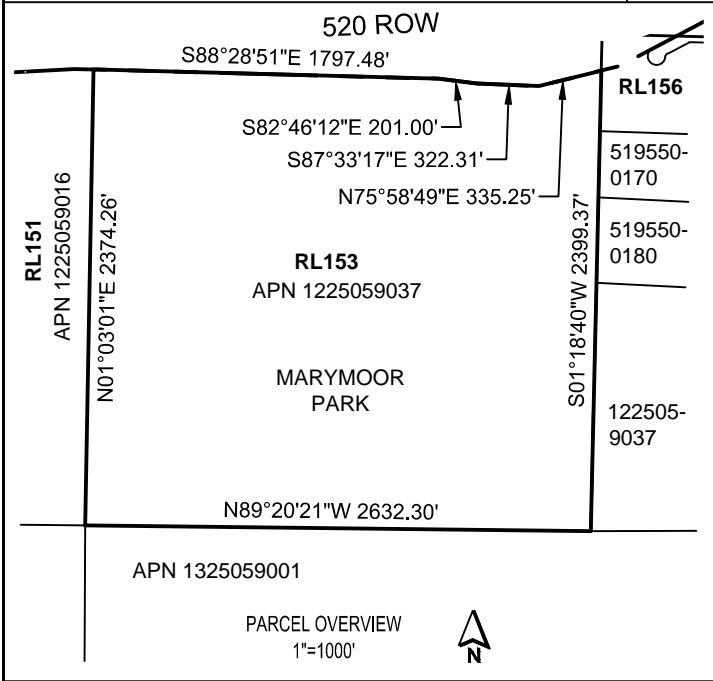 520 ROW
S88°28'51"E 1797.48'
RL156
S82°46'12"E 201.00'
S87°33'17"E 322.31'
N75°58'49"E 335.25'
519550-
0170
519550-
0180
RL151
APN 1225059016
N01°03'01"E 2374.26'
RL153
APN 1225059037
S01°18'40"W 2399.37'
MARYMOOR
PARK
122505-
9037
N89°20'21"W 2632.30'
APN 1325059001
PARCEL OVERVIEW
1"=1000'
N